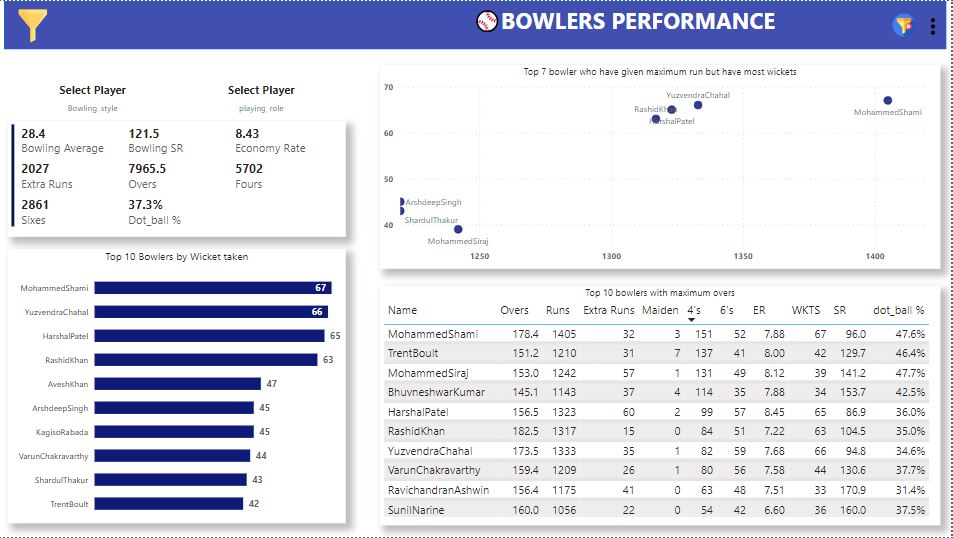 BOWLERS PERFORMANCE
Select Player
Bowling_style
Select Player
playing_role
28.4 121.5 8.43
Bowling Average Bowling SR Economy Rate
2027 7965.5 5702
Extra Runs Overs Fours
2861 37.3%
Sixes Dot_ball %
Top 10 Bowlers by Wicket taken
MohammedShami 67
YuzvendraChahal 66
HarshalPatel 65
RashidKhan 63
AveshKhan 47
ArshdeepSingh 45
KagisoRabada 45
VarunChakravarthy 44
ShardulThakur 43
TrentBoult 42
Top 7 bowler who have given maximum run but have most wickets
70
YuzvendraChahal
RashidKhan
MohammedShami
HarshalPatel
60
50
ArshdeepSingh
ShardulThakur
40
MohammedSiraj
1250 1300 1350 1400
Top 10 bowlers with maximum overs
Name Overs Runs Extra Runs Maiden 4's 6's ER WKTS SR dot_ball %
MohammedShami 178.4 1405 32 3 151 52 7.88 67 96.0 47.6%
TrentBoult 151.2 1210 31 7 137 41 8.00 42 129.7 46.4%
MohammedSiraj 153.0 1242 57 1 131 49 8.12 39 141.2 47.7%
BhuvneshwarKumar 145.1 1143 37 4 114 35 7.88 34 153.7 42.5%
HarshalPatel 156.5 1323 60 2 99 57 8.45 65 86.9 36.0%
RashidKhan 182.5 1317 15 0 84 51 7.22 63 104.5 35.0%
YuzvendraChahal 173.5 1333 35 1 82 59 7.68 66 94.8 34.6%
VarunChakravarthy 159.4 1209 26 1 80 56 7.58 44 130.6 37.7%
RavichandranAshwin 156.4 1175 41 0 63 48 7.51 33 170.9 31.4%
SunilNarine 160.0 1056 22 0 54 42 6.60 36 160.0 37.5%